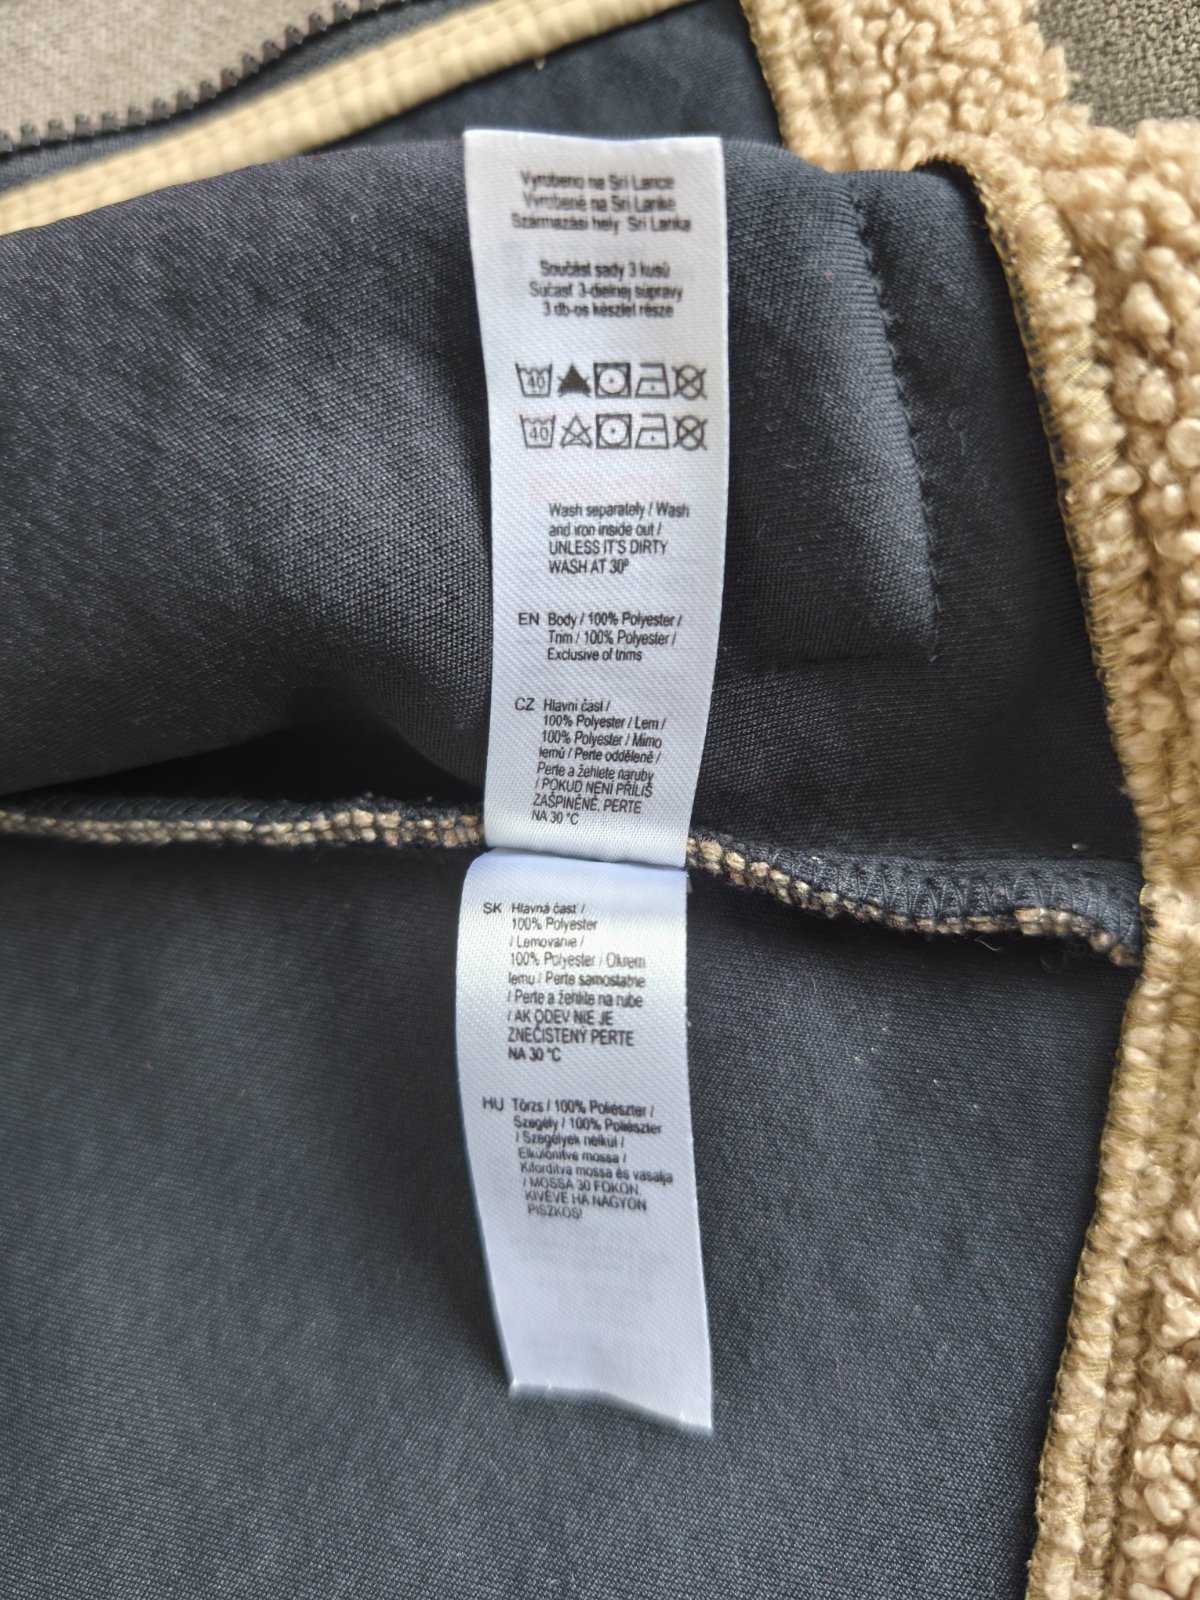 Vyrobeno na Srí Lance
Vyrobené na Srí Lanke
Származási hely: Srí Lanka
Součást sady 3 kusů
Súčasť 3-dielnej súpravy
3 db-os készlet része
40
40
Wash separately / Wash
and iron inside out /
UNLESS IT'S DIRTY
WASH AT 30º
EN Body / 100% Polyester /
Trim / 100% Polyester /
Exclusive of trims
CZ Hlavní část /
100% Polyester / Lem /
100% Polyester / Mimo
lemů / Perte odděleně /
Perte a žehlete naruby
/ POKUD NENÍ PŘÍLIŠ
ZAŠPINĚNÉ, PERTE
NA 30 °C
SK Hlavná časť /
100% Polyester
/ Lemovanie /
100% Polyester / Okrem
lemu / Perte samostatne
/ Perte a žehlite na rube
/ AK ODEV NIE JE
ZNEČISTENÝ PERTE
NA 30 °C
HU Törzs / 100% Poliészter /
Szegély / 100% Poliészter
/ Szegélyek nélkül /
Elkülönítve mossa /
Kifordítva mossa és vasalja
/ MOSSA 30 FOKON,
KIVÉVE HA NAGYON
PISZKOS!